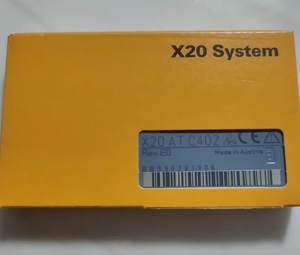 X20 System
X20 AT C402
Rev.E0
Made in Austria